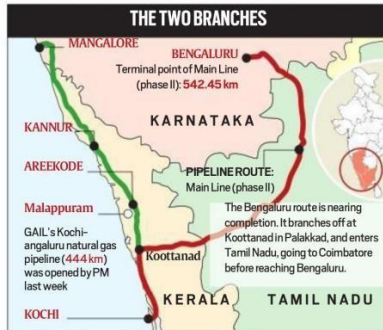 THE TWO BRANCHES
MANGALORE
BENGALURU
Terminal point of Main Line
(phase II): 542.45 km
KARNATAKA
KANNUR
AREEKODE
Malappuram
PIPELINE ROUTE:
Main Line (phase II)
The Bengaluru route is nearing
completion. It branches off at
Koottanad in Palakkad, and enters
Tamil Nadu, going to Coimbatore
before reaching Bengaluru.
GAIL's Kochi-
angaluru natural gas
pipeline (444 km)
was opened by PM
last week
Koottanad
KERALA
TAMIL NADU
KOCHI